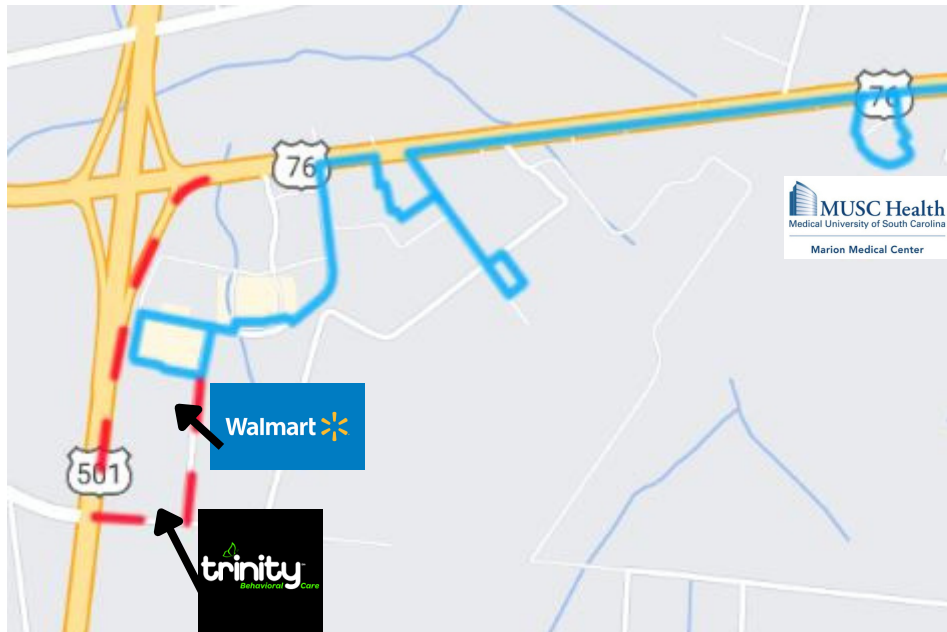 76
76
MUSC Health
Medical University of South Carolina
Marion Medical Center
Walmart
501
trinity
Behavioral Care